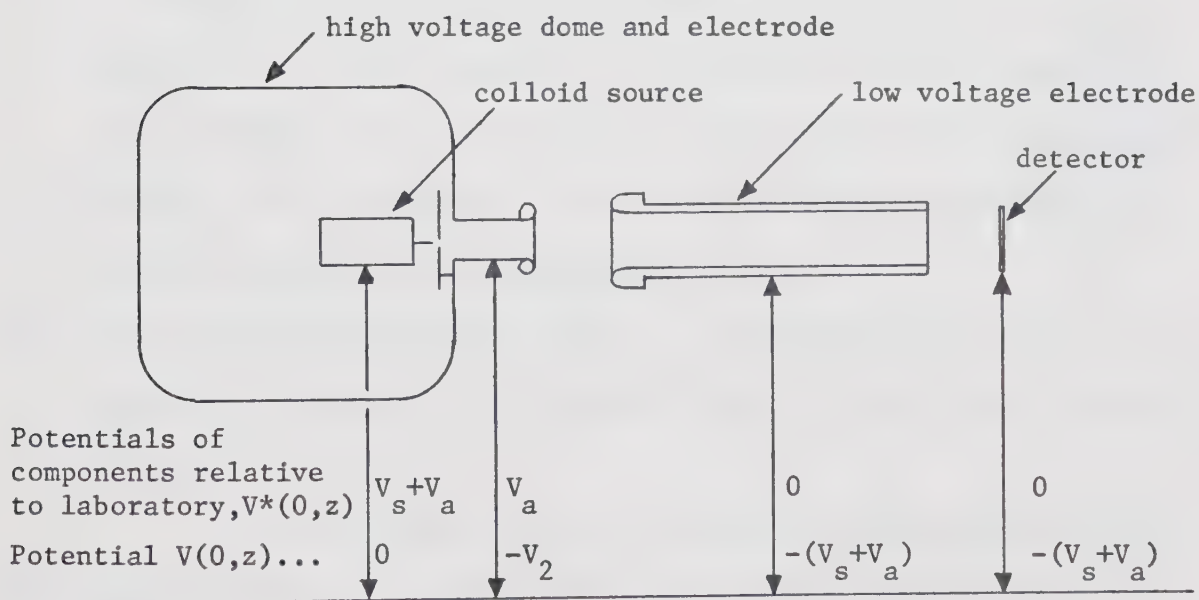 high voltage dome and electrode
colloid source
low voltage electrode
detector
Potentials of
components relative
to laboratory,V*(0,z) V_s+V_a V_a 0 0
Potential V(0,z)... 0 -V_2 -(V_s+V_a) -(V_s+V_a)